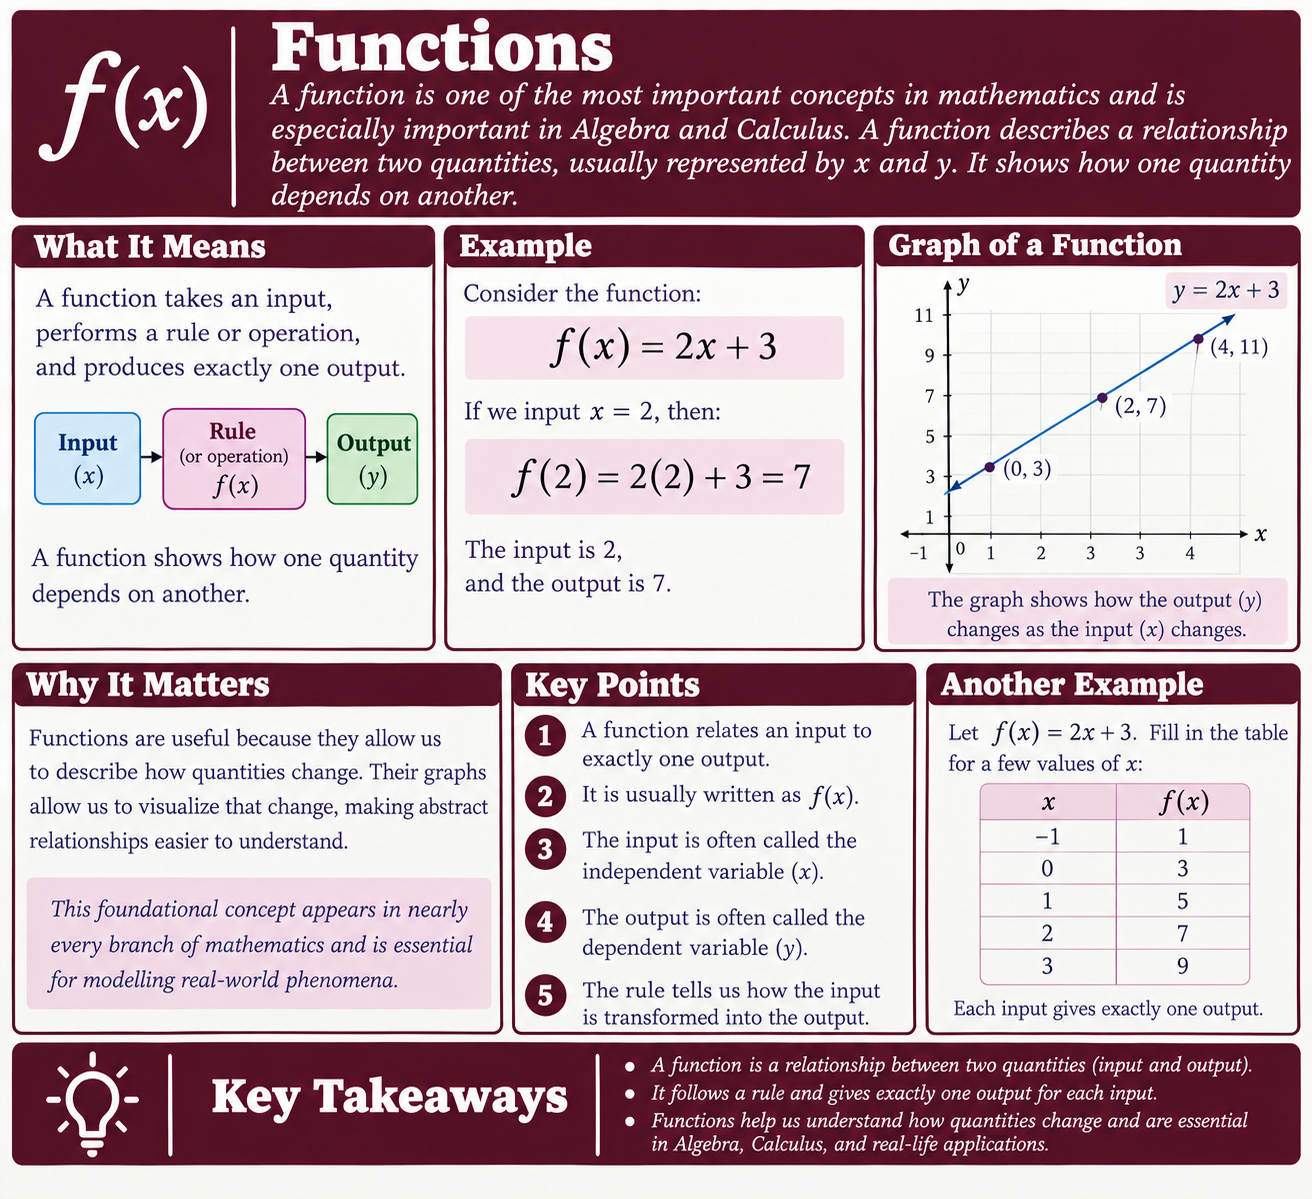 f(x)
Functions
A function is one of the most important concepts in mathematics and is
especially important in Algebra and Calculus. A function describes a relationship
between two quantities, usually represented by x and y. It shows how one quantity
depends on another.
What It Means
A function takes an input,
performs a rule or operation,
and produces exactly one output.
Input
(x)
Rule
(or operation)
f(x)
Output
(y)
A function shows how one quantity
depends on another.
Example
Consider the function:
f(x) = 2x + 3
If we input x = 2, then:
f(2) = 2(2) + 3 = 7
The input is 2,
and the output is 7.
Graph of a Function
y
y = 2x + 3
11
9
7
5
3
1
(4, 11)
(2, 7)
(0, 3)
x
−1 0 1 2 3 3 4
The graph shows how the output (y)
changes as the input (x) changes.
Why It Matters
Functions are useful because they allow us
to describe how quantities change. Their graphs
allow us to visualize that change, making abstract
relationships easier to understand.
This foundational concept appears in nearly
every branch of mathematics and is essential
for modelling real-world phenomena.
Key Points
1 A function relates an input to
exactly one output.
2 It is usually written as f(x).
3 The input is often called the
independent variable (x).
4 The output is often called the
dependent variable (y).
5 The rule tells us how the input
is transformed into the output.
Another Example
Let f(x) = 2x + 3. Fill in the table
for a few values of x:
x f(x)
−1 1
0 3
1 5
2 7
3 9
Each input gives exactly one output.
Key Takeaways
• A function is a relationship between two quantities (input and output).
• It follows a rule and gives exactly one output for each input.
• Functions help us understand how quantities change and are essential
in Algebra, Calculus, and real-life applications.